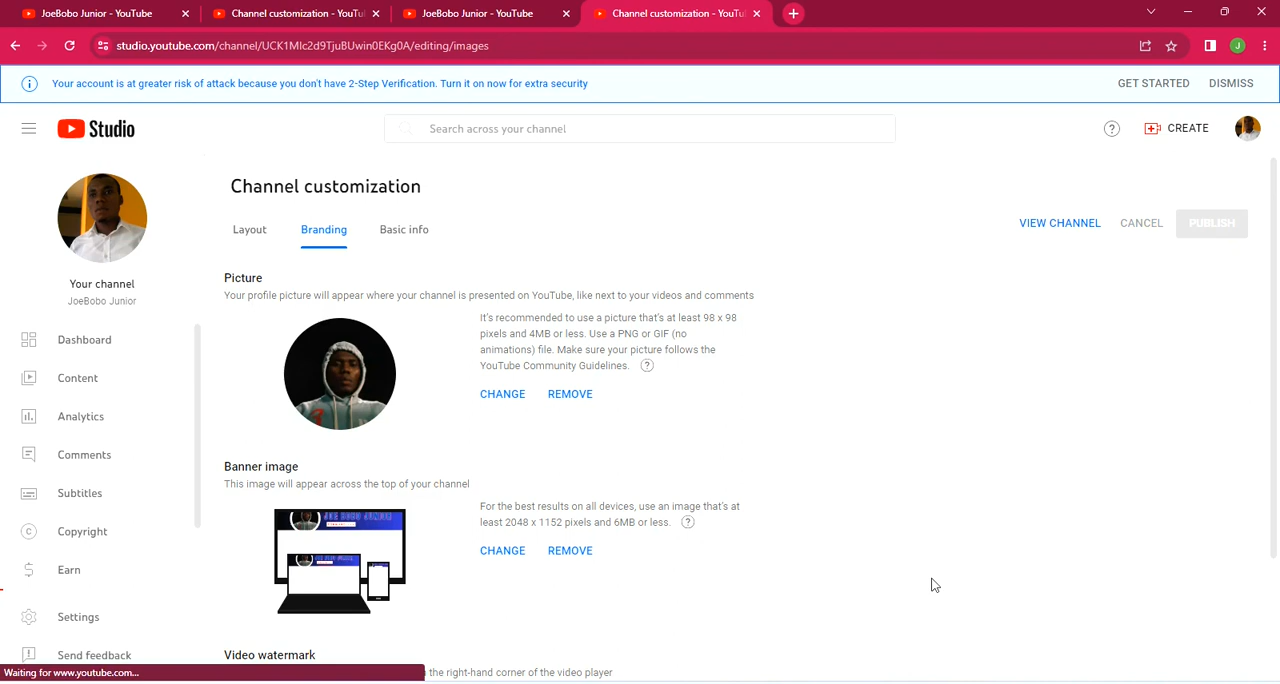 JoeBobo Junior - YouTube
Channel customization - YouTu
JoeBobo Junior - YouTube
Channel customization - YouTu
studio.youtube.com/channel/UCK1Mlc2d9TjuBUwin0EKg0A/editing/images
J
Your account is at greater risk of attack because you don't have 2-Step Verification. Turn it on now for extra security
GET STARTED
DISMISS
Studio
Search across your channel
CREATE
Channel customization
Layout
Branding
Basic info
VIEW CHANNEL
CANCEL
PUBLISH
Your channel
JoeBobo Junior
Dashboard
Content
Analytics
Comments
Subtitles
Copyright
Earn
Settings
Send feedback
Picture
Your profile picture will appear where your channel is presented on YouTube, like next to your videos and comments
It's recommended to use a picture that's at least 98 x 98
pixels and 4MB or less. Use a PNG or GIF (no
animations) file. Make sure your picture follows the
YouTube Community Guidelines.
CHANGE
REMOVE
Banner image
This image will appear across the top of your channel
For the best results on all devices, use an image that's at
least 2048 x 1152 pixels and 6MB or less.
CHANGE
REMOVE
JOE BOBO JUNIOR
Video watermark
the right-hand corner of the video player
Waiting for www.youtube.com...